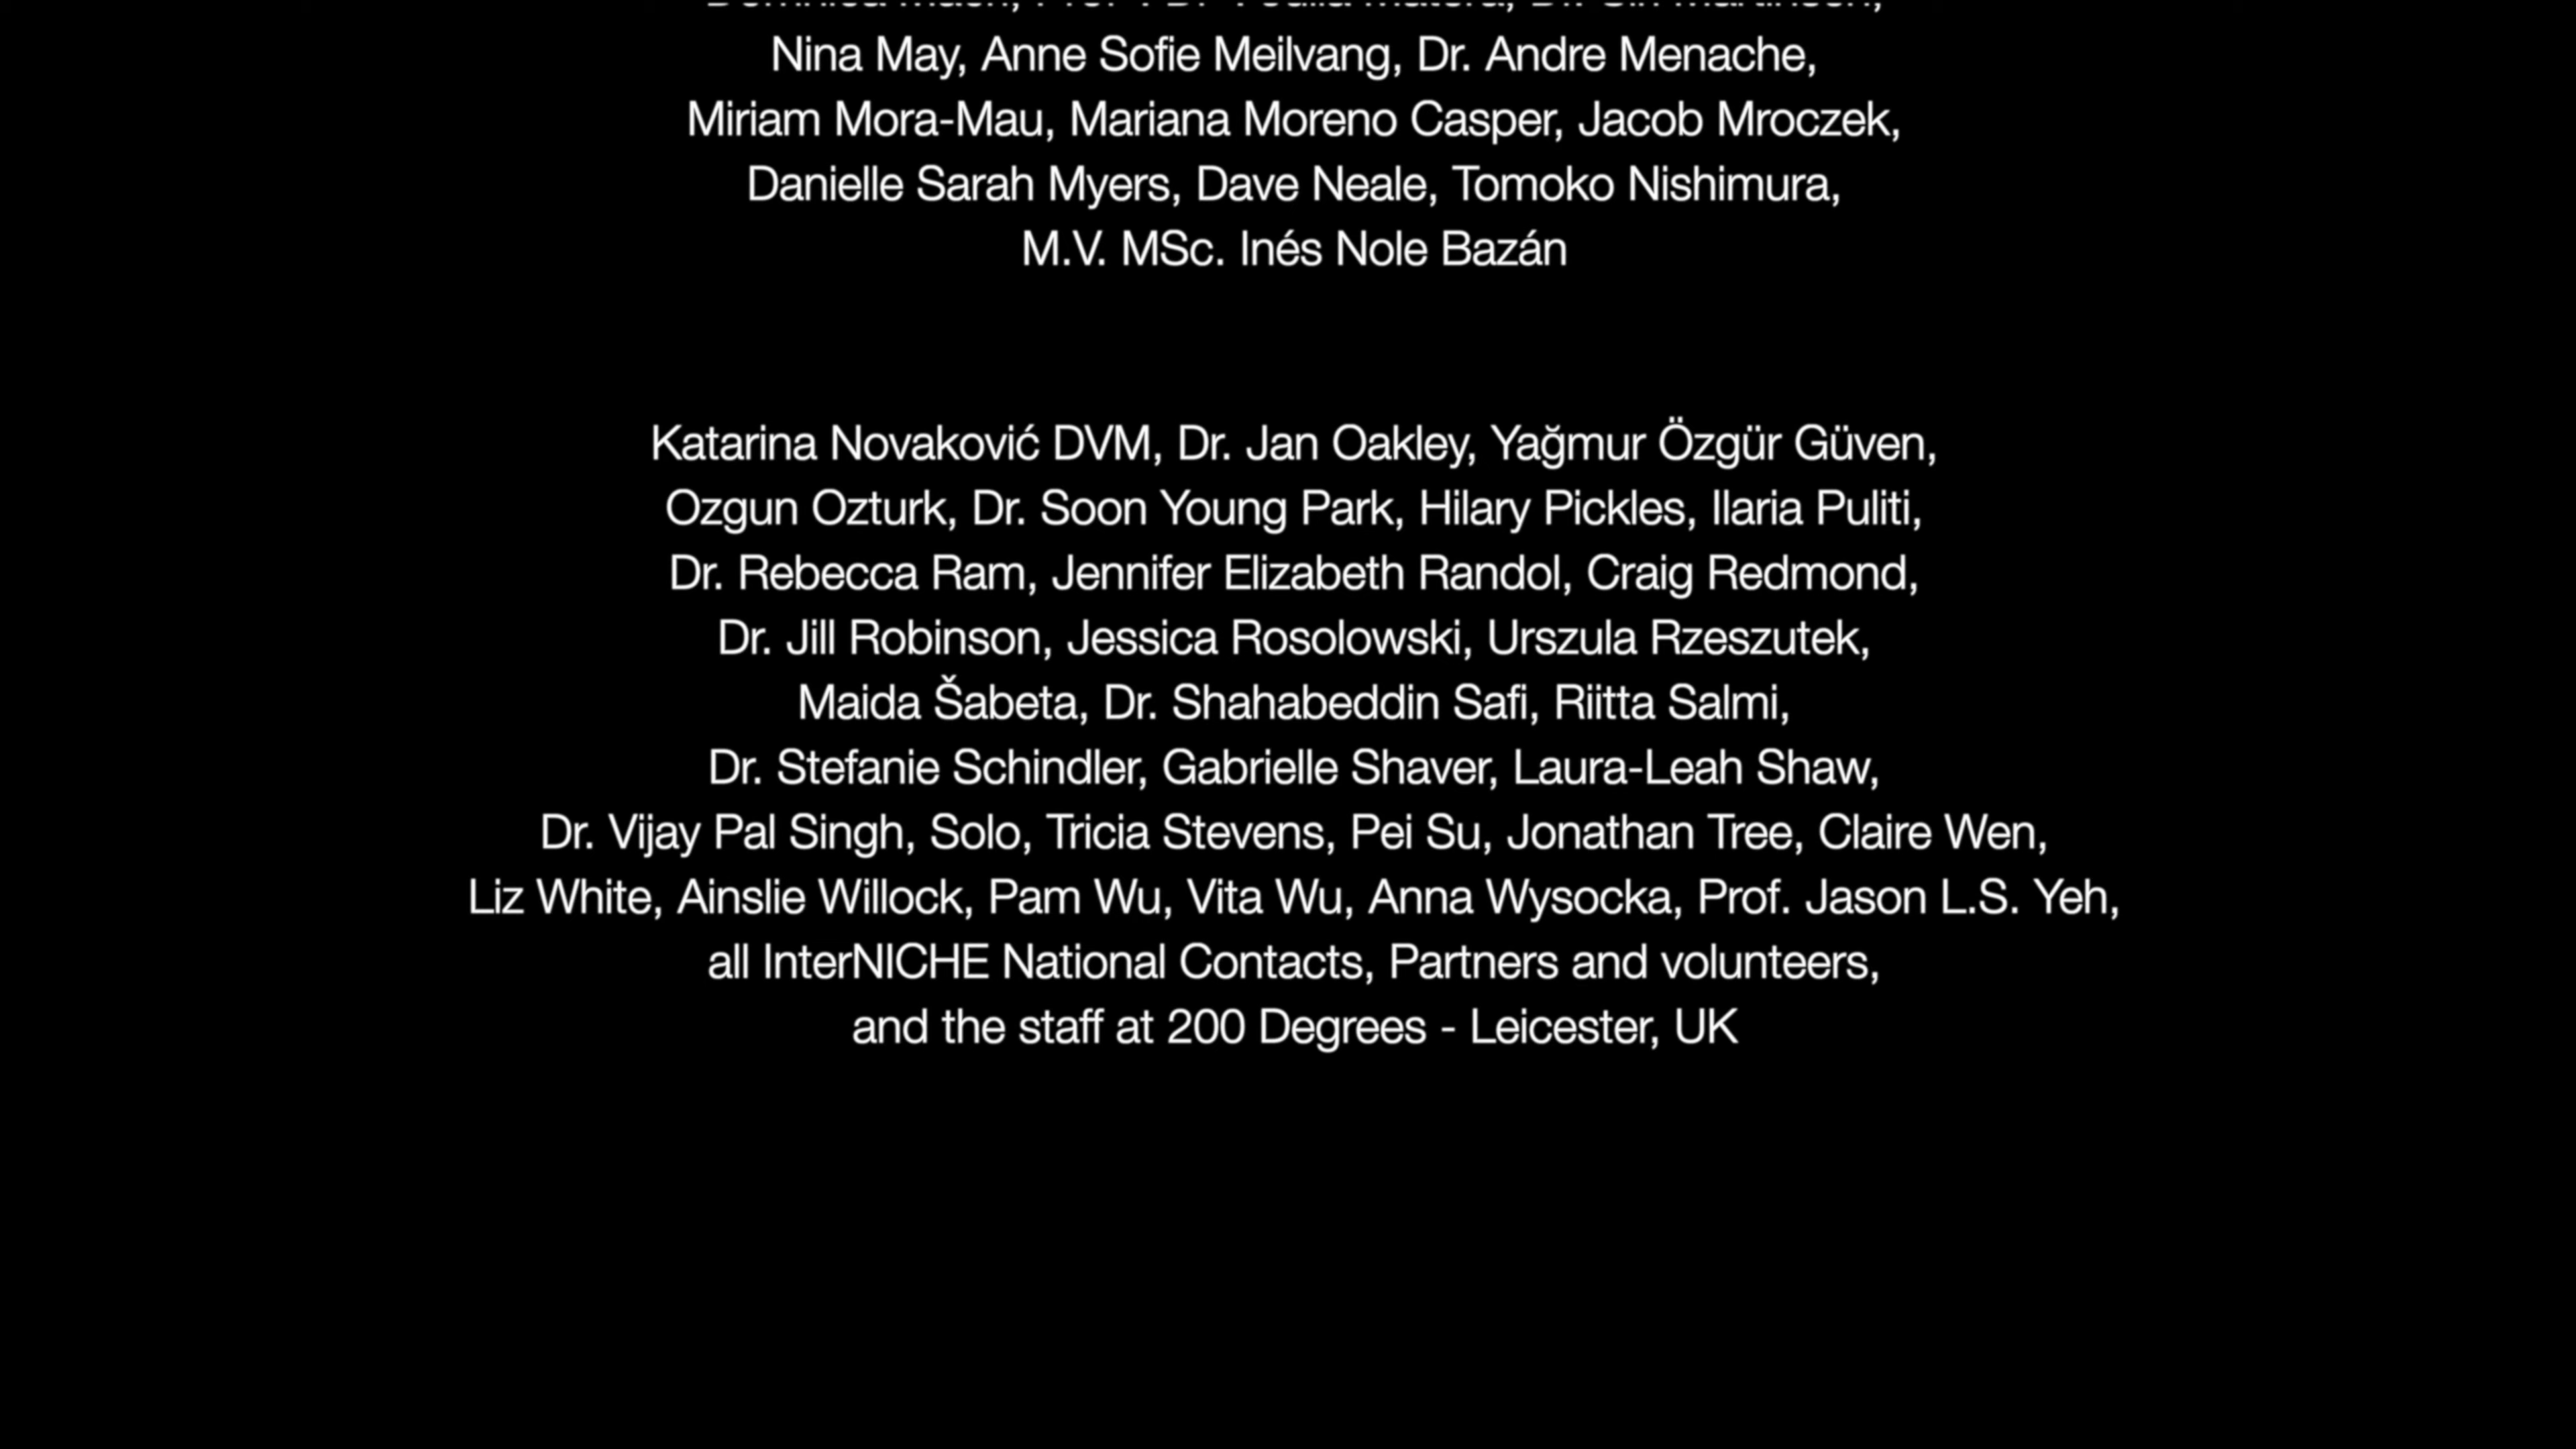 Nina May, Anne Sofie Meilvang, Dr. Andre Menache,
Miriam Mora-Mau, Mariana Moreno Casper, Jacob Mroczek,
Danielle Sarah Myers, Dave Neale, Tomoko Nishimura,
M.V. MSc. Inés Nole Bazán
Katarina Novaković DVM, Dr. Jan Oakley, Yağmur Özgür Güven,
Ozgun Ozturk, Dr. Soon Young Park, Hilary Pickles, Ilaria Puliti,
Dr. Rebecca Ram, Jennifer Elizabeth Randol, Craig Redmond,
Dr. Jill Robinson, Jessica Rosolowski, Urszula Rzeszutek,
Maida Šabeta, Dr. Shahabeddin Safi, Riitta Salmi,
Dr. Stefanie Schindler, Gabrielle Shaver, Laura-Leah Shaw,
Dr. Vijay Pal Singh, Solo, Tricia Stevens, Pei Su, Jonathan Tree, Claire Wen,
Liz White, Ainslie Willock, Pam Wu, Vita Wu, Anna Wysocka, Prof. Jason L.S. Yeh,
all InterNICHE National Contacts, Partners and volunteers,
and the staff at 200 Degrees - Leicester, UK